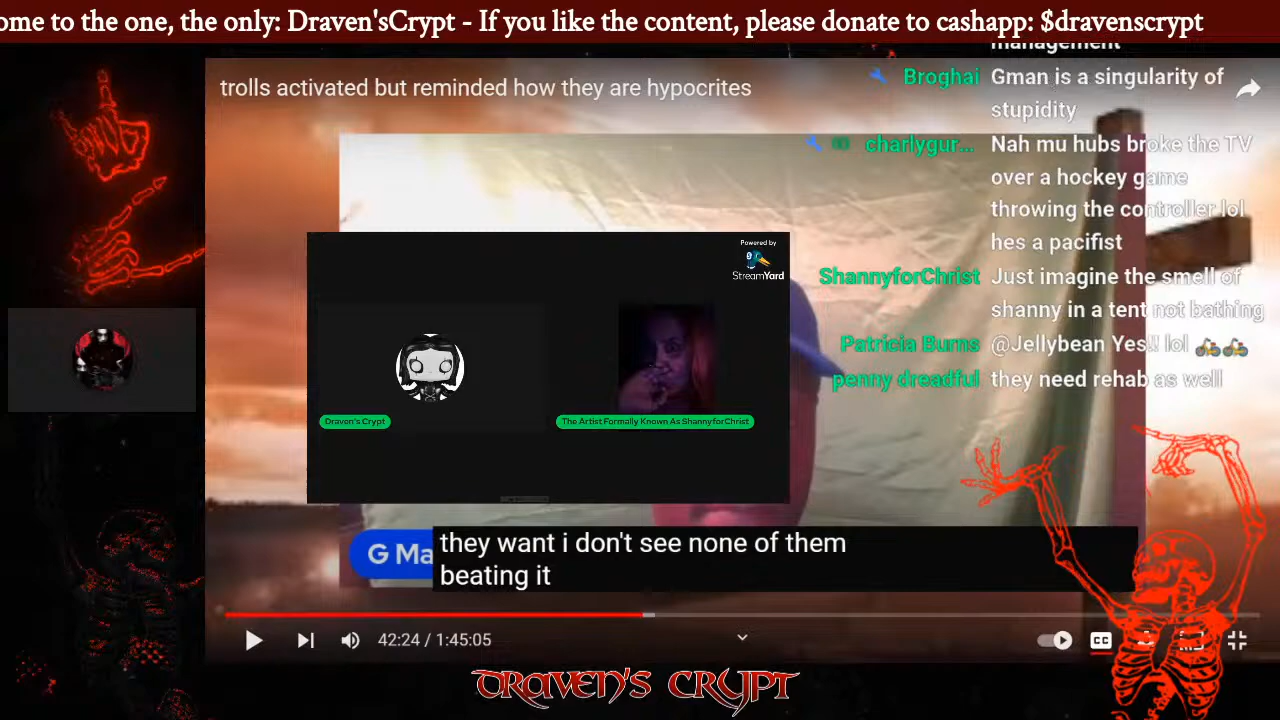 ome to the one, the only: Draven'sCrypt - If you like the content, please donate to cashapp: $dravenscrypt
management
trolls activated but reminded how they are hypocrites
Broghai Gman is a singularity of
stupidity
charlygur... Nah mu hubs broke the TV
over a hockey game
throwing the controller lol
hes a pacifist
ShannyforChrist Just imagine the smell of
shanny in a tent not bathing
Patricia Burns @Jellybean Yes!! lol
penny dreadful they need rehab as well
Powered by
StreamYard
Draven's Crypt
The Artist Formally Known As ShannyforChrist
G Ma
they want i don't see none of them
beating it
42:24 / 1:45:05
CC
DRAVEN'S CRYPT